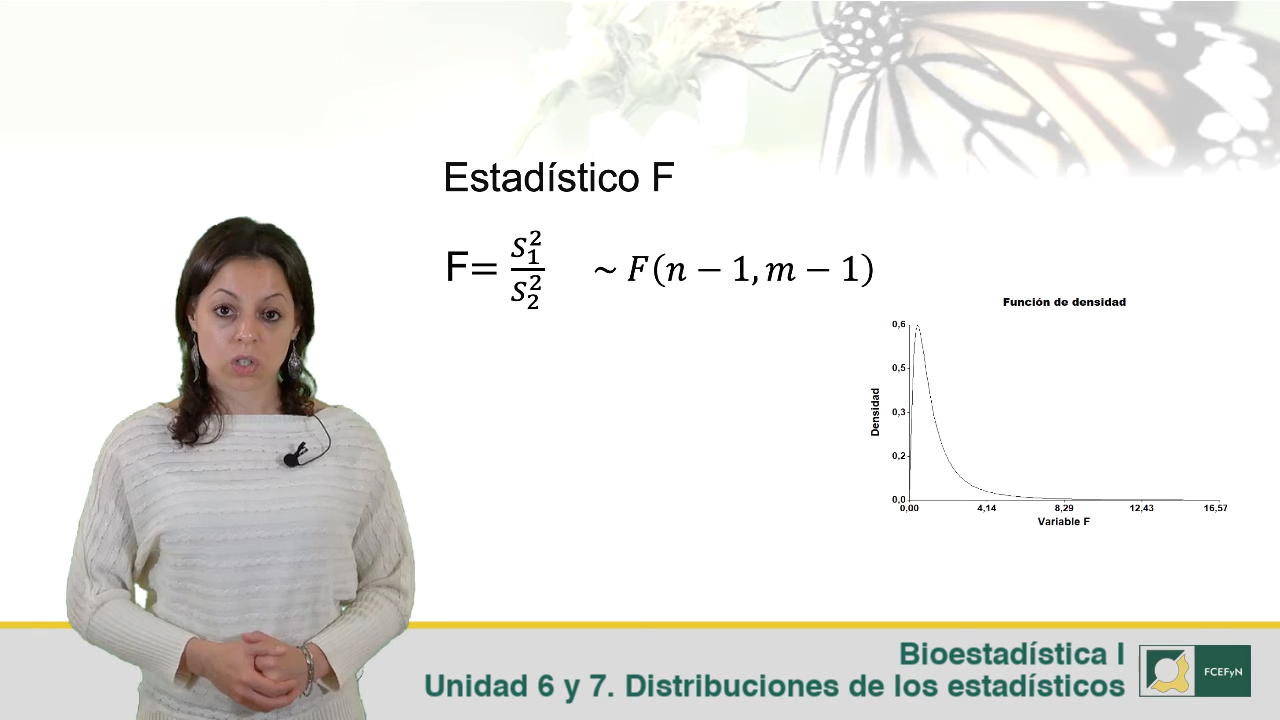 Estadístico F
F= S₁²/S₂² ~ F(n − 1, m − 1)
Función de densidad
Densidad
0,6
0,5
0,3
0,2
0,0
0,00 4,14 8,29 12,43 16,57
Variable F
Bioestadística I
Unidad 6 y 7. Distribuciones de los estadísticos
FCEFyN